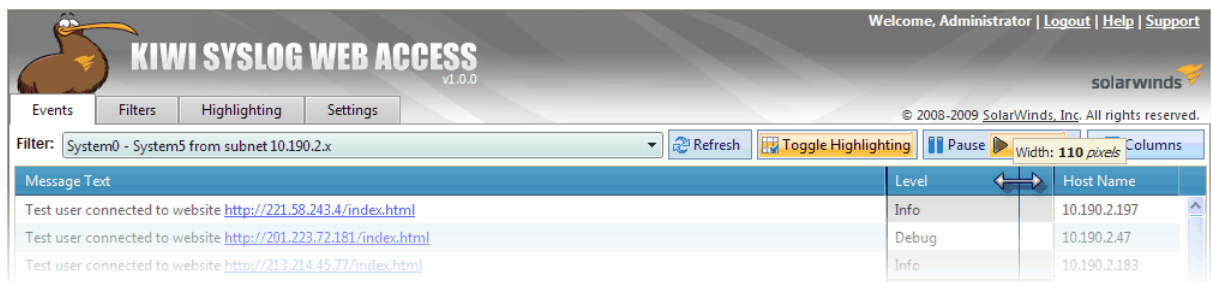 Welcome, Administrator | Logout | Help | Support
KIWI SYSLOG WEB ACCESS
v1.0.0
solarwinds
Events Filters Highlighting Settings
© 2008-2009 SolarWinds, Inc. All rights reserved.
Filter: System0 - System5 from subnet 10.190.2.x Refresh Toggle Highlighting Pause Columns
Width: 110 pixels
Message Text Level Host Name
Test user connected to website http://221.58.243.4/index.html Info 10.190.2.197
Test user connected to website http://201.223.72.181/index.html Debug 10.190.2.47
Test user connected to website http://213.214.45.77/index.html Info 10.190.2.183